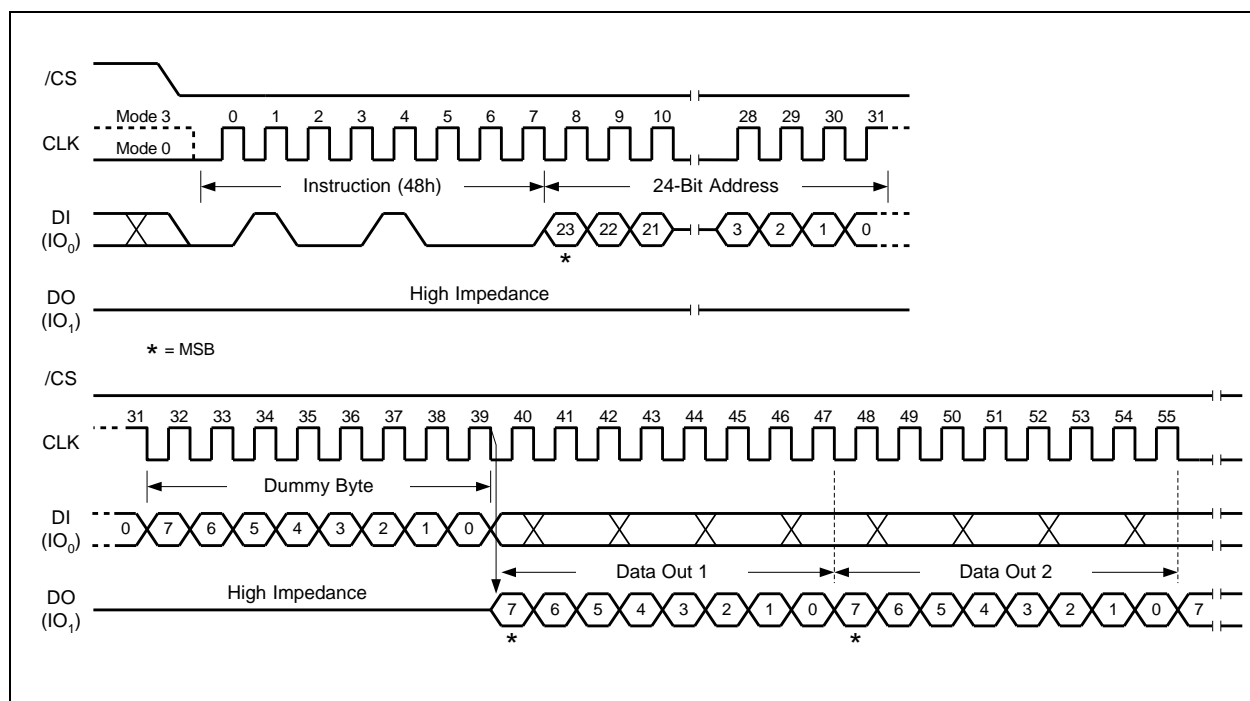 /CS
Mode 3 0 1 2 3 4 5 6 7 8 9 10 28 29 30 31
CLK Mode 0
Instruction (48h) 24-Bit Address
DI
(IO0) 23 22 21 3 2 1 0
*
High Impedance
DO
(IO1)
* = MSB
/CS
31 32 33 34 35 36 37 38 39 40 41 42 43 44 45 46 47 48 49 50 51 52 53 54 55
CLK
Dummy Byte
DI
(IO0) 0 7 6 5 4 3 2 1 0
Data Out 1 Data Out 2
High Impedance
DO
(IO1) 7 6 5 4 3 2 1 0 7 6 5 4 3 2 1 0 7
* *